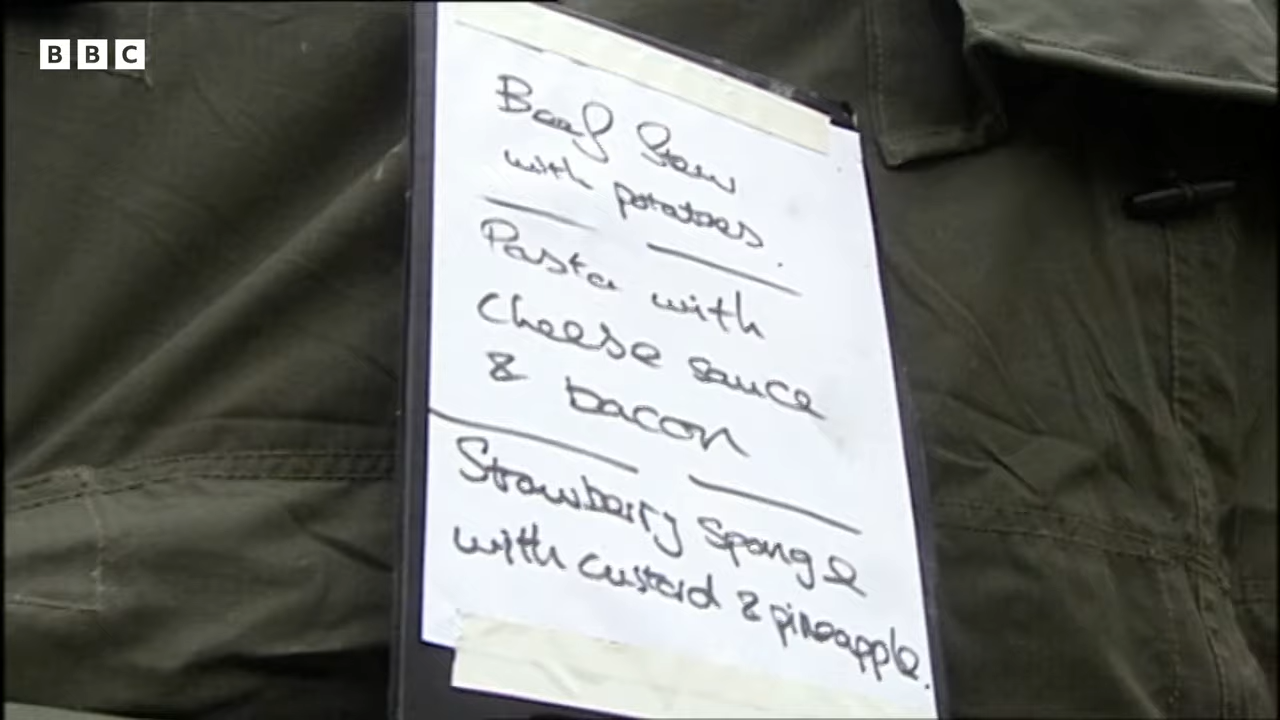 BBC
Beef Stew
with potatoes.
Pasta with
Cheese sauce
& bacon
Strawberry Sponge
with custard & pineapple.